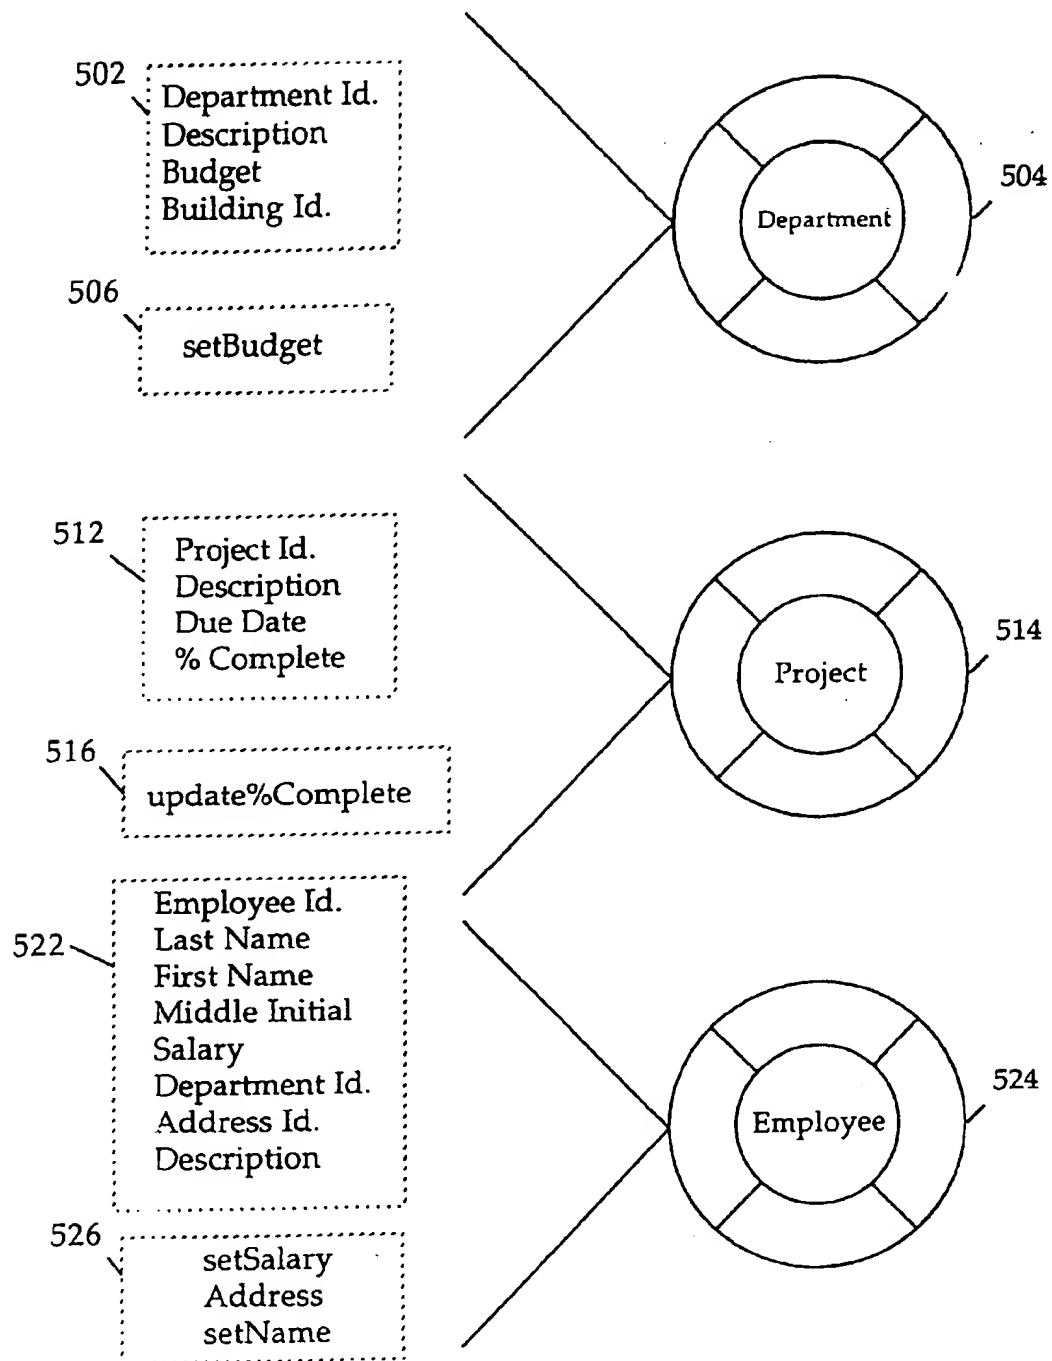 502
Department Id.
Description
Budget
Building Id.
Department
504
506
setBudget
512
Project Id.
Description
Due Date
% Complete
Project
514
516
update%Complete
522
Employee Id.
Last Name
First Name
Middle Initial
Salary
Department Id.
Address Id.
Description
Employee
524
526
setSalary
Address
setName